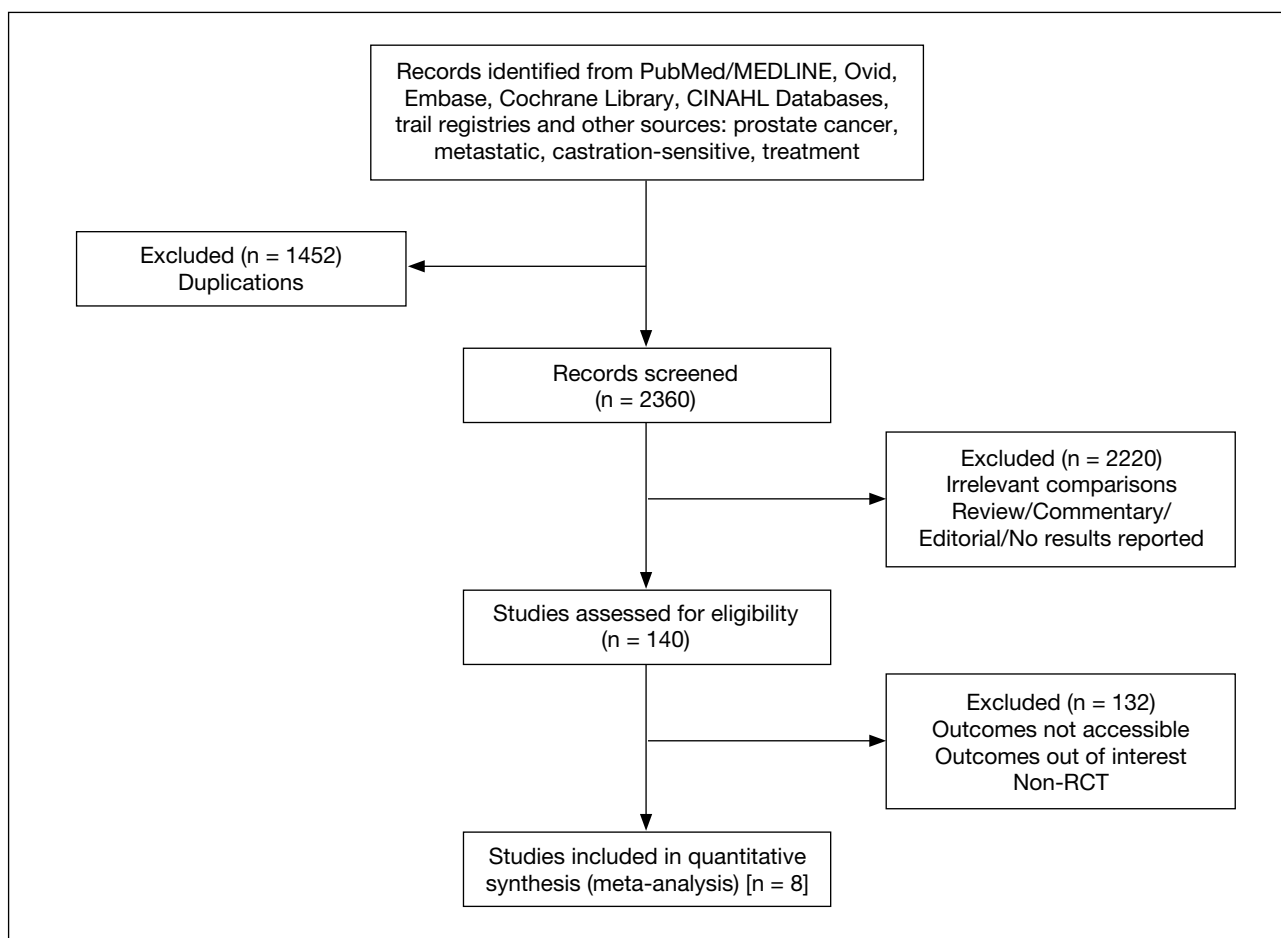 Records identified from PubMed/MEDLINE, Ovid,
Embase, Cochrane Library, CINAHL Databases,
trail registries and other sources: prostate cancer,
metastatic, castration-sensitive, treatment
Excluded (n = 1452)
Duplications
Records screened
(n = 2360)
Excluded (n = 2220)
Irrelevant comparisons
Review/Commentary/
Editorial/No results reported
Studies assessed for eligibility
(n = 140)
Excluded (n = 132)
Outcomes not accessible
Outcomes out of interest
Non-RCT
Studies included in quantitative
synthesis (meta-analysis) [n = 8]